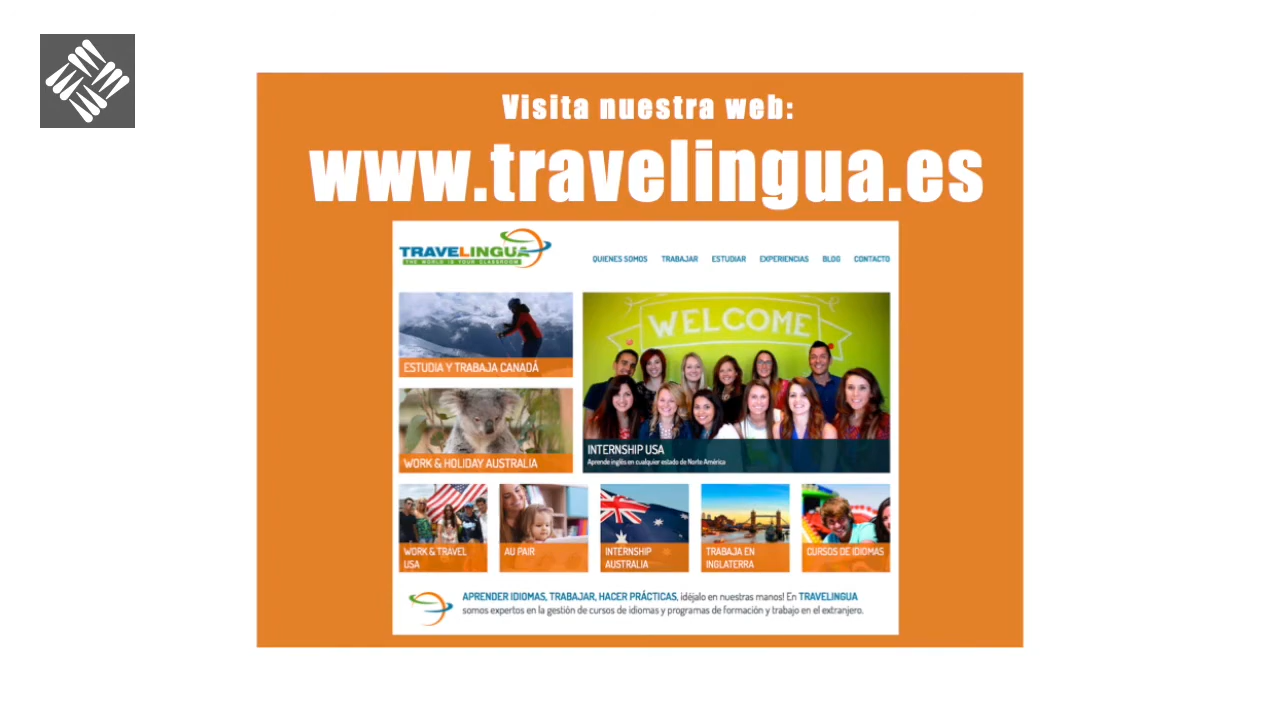 Visita nuestra web:
www.travelingua.es
TRAVELINGUA
THE WORLD IS YOUR CLASSROOM
QUIENES SOMOS TRABAJAR ESTUDIAR EXPERIENCIAS BLOG CONTACTO
ESTUDIA Y TRABAJA CANADÁ
WELCOME
WORK & HOLIDAY AUSTRALIA
INTERNSHIP USA
Aprende inglés en cualquier estado de Norte América
WORK & TRAVEL
USA
AU PAIR
INTERNSHIP
AUSTRALIA
TRABAJA EN
INGLATERRA
CURSOS DE IDIOMAS
APRENDER IDIOMAS, TRABAJAR, HACER PRÁCTICAS, ¡déjalo en nuestras manos! En TRAVELINGUA
somos expertos en la gestión de cursos de idiomas y programas de formación y trabajo en el extranjero.